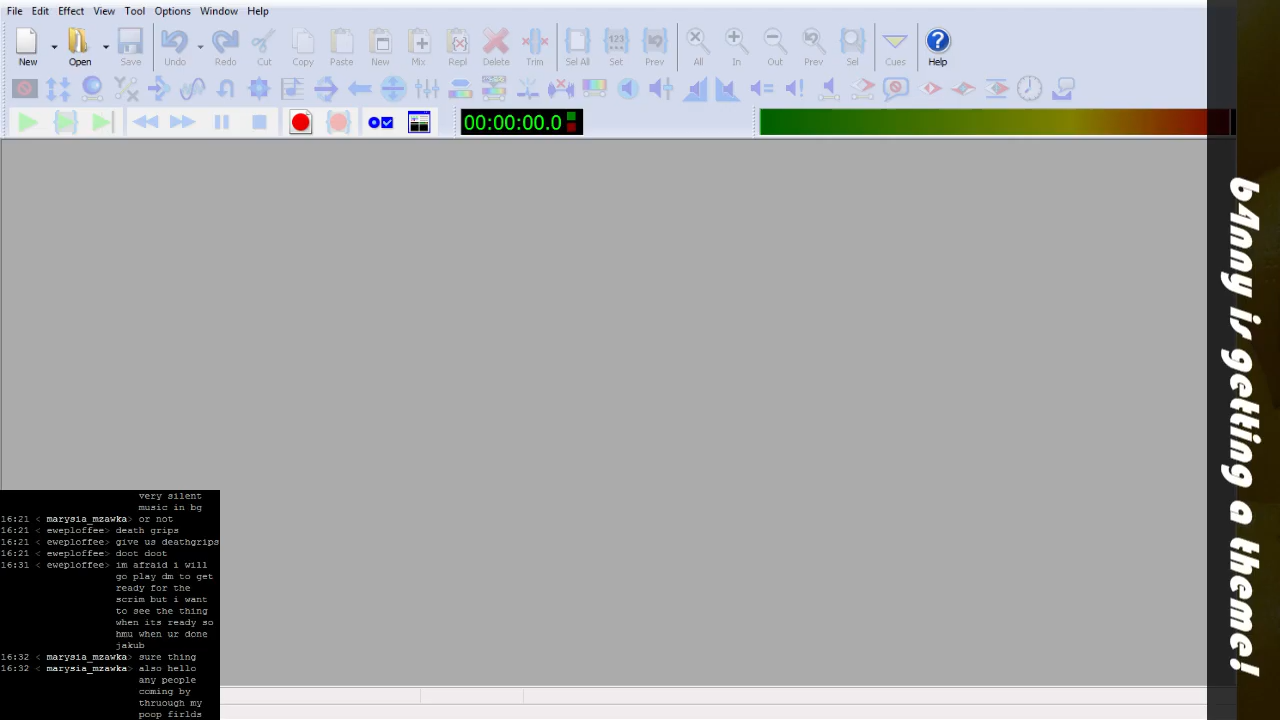 File Edit Effect View Tool Options Window Help
New Open Save Undo Redo Cut Copy Paste New Mix Repl Delete Trim Sel All Set Prev All In Out Prev Sel Cues Help
00:00:00.0
very silent
music in bg
16:21 < marysia_mzawka> or not
16:21 < eweploffee> death grips
16:21 < eweploffee> give us deathgrips
16:21 < eweploffee> doot doot
16:31 < eweploffee> im afraid i will
go play dm to get
ready for the
scrim but i want
to see the thing
when its ready so
hmu when ur done
jakub
16:32 < marysia_mzawka> sure thing
16:32 < marysia_mzawka> also hello
any people
coming by
thruough my
poop firlds
b4nny is getting a theme!